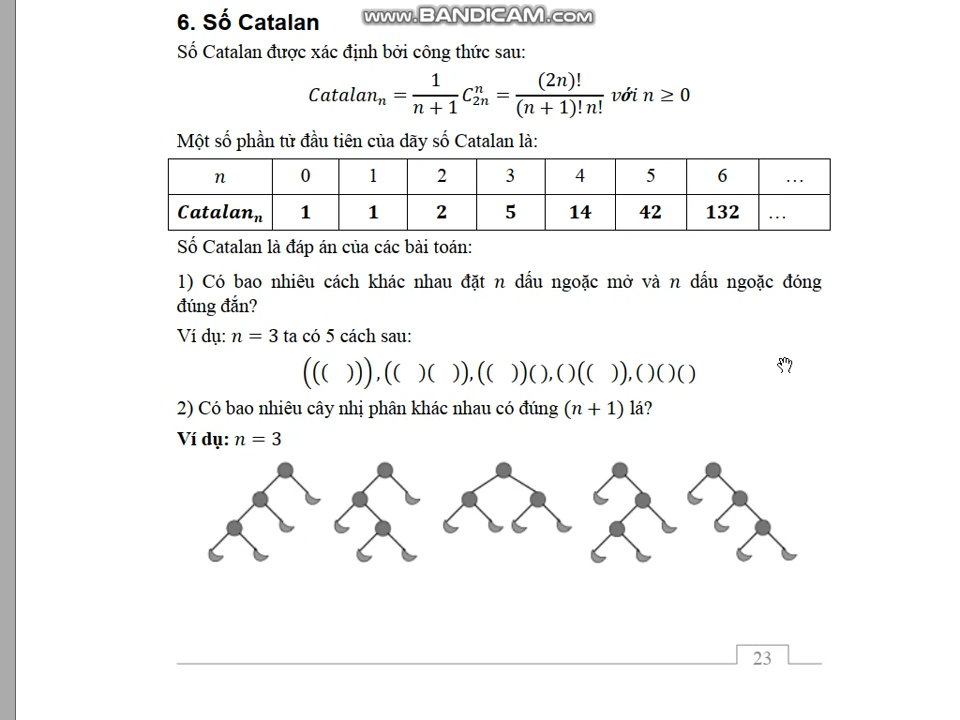 www.BANDICAM.com
6. Số Catalan
Số Catalan được xác định bởi công thức sau:
Catalanₙ = 1/(n + 1) C₂ₙⁿ = (2n)!/((n + 1)! n!) với n ≥ 0
Một số phần tử đầu tiên của dãy số Catalan là:
n 0 1 2 3 4 5 6 …
Catalanₙ 1 1 2 5 14 42 132 …
Số Catalan là đáp án của các bài toán:
1) Có bao nhiêu cách khác nhau đặt n dấu ngoặc mở và n dấu ngoặc đóng
đúng đắn?
Ví dụ: n = 3 ta có 5 cách sau:
((( ))), (( )( )), (( ))( ), ( )(( )), ( )( )( )
2) Có bao nhiêu cây nhị phân khác nhau có đúng (n + 1) lá?
Ví dụ: n = 3
23